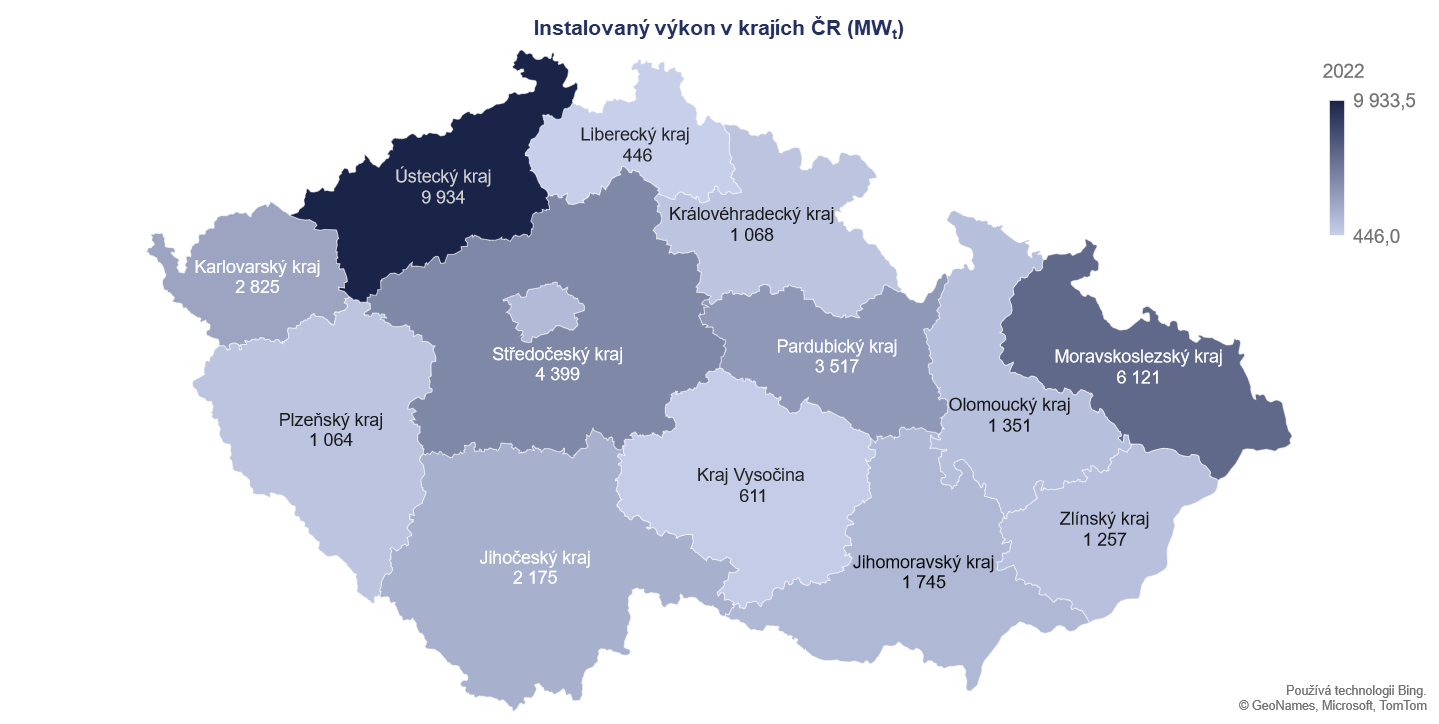 Instalovaný výkon v krajích ČR (MWt)
2022
9 933,5
446,0
Liberecký kraj
446
Ústecký kraj
9 934
Královéhradecký kraj
1 068
Karlovarský kraj
2 825
Středočeský kraj
4 399
Pardubický kraj
3 517
Moravskoslezský kraj
6 121
Olomoucký kraj
1 351
Plzeňský kraj
1 064
Kraj Vysočina
611
Zlínský kraj
1 257
Jihočeský kraj
2 175
Jihomoravský kraj
1 745
Používá technologii Bing.
© GeoNames, Microsoft, TomTom